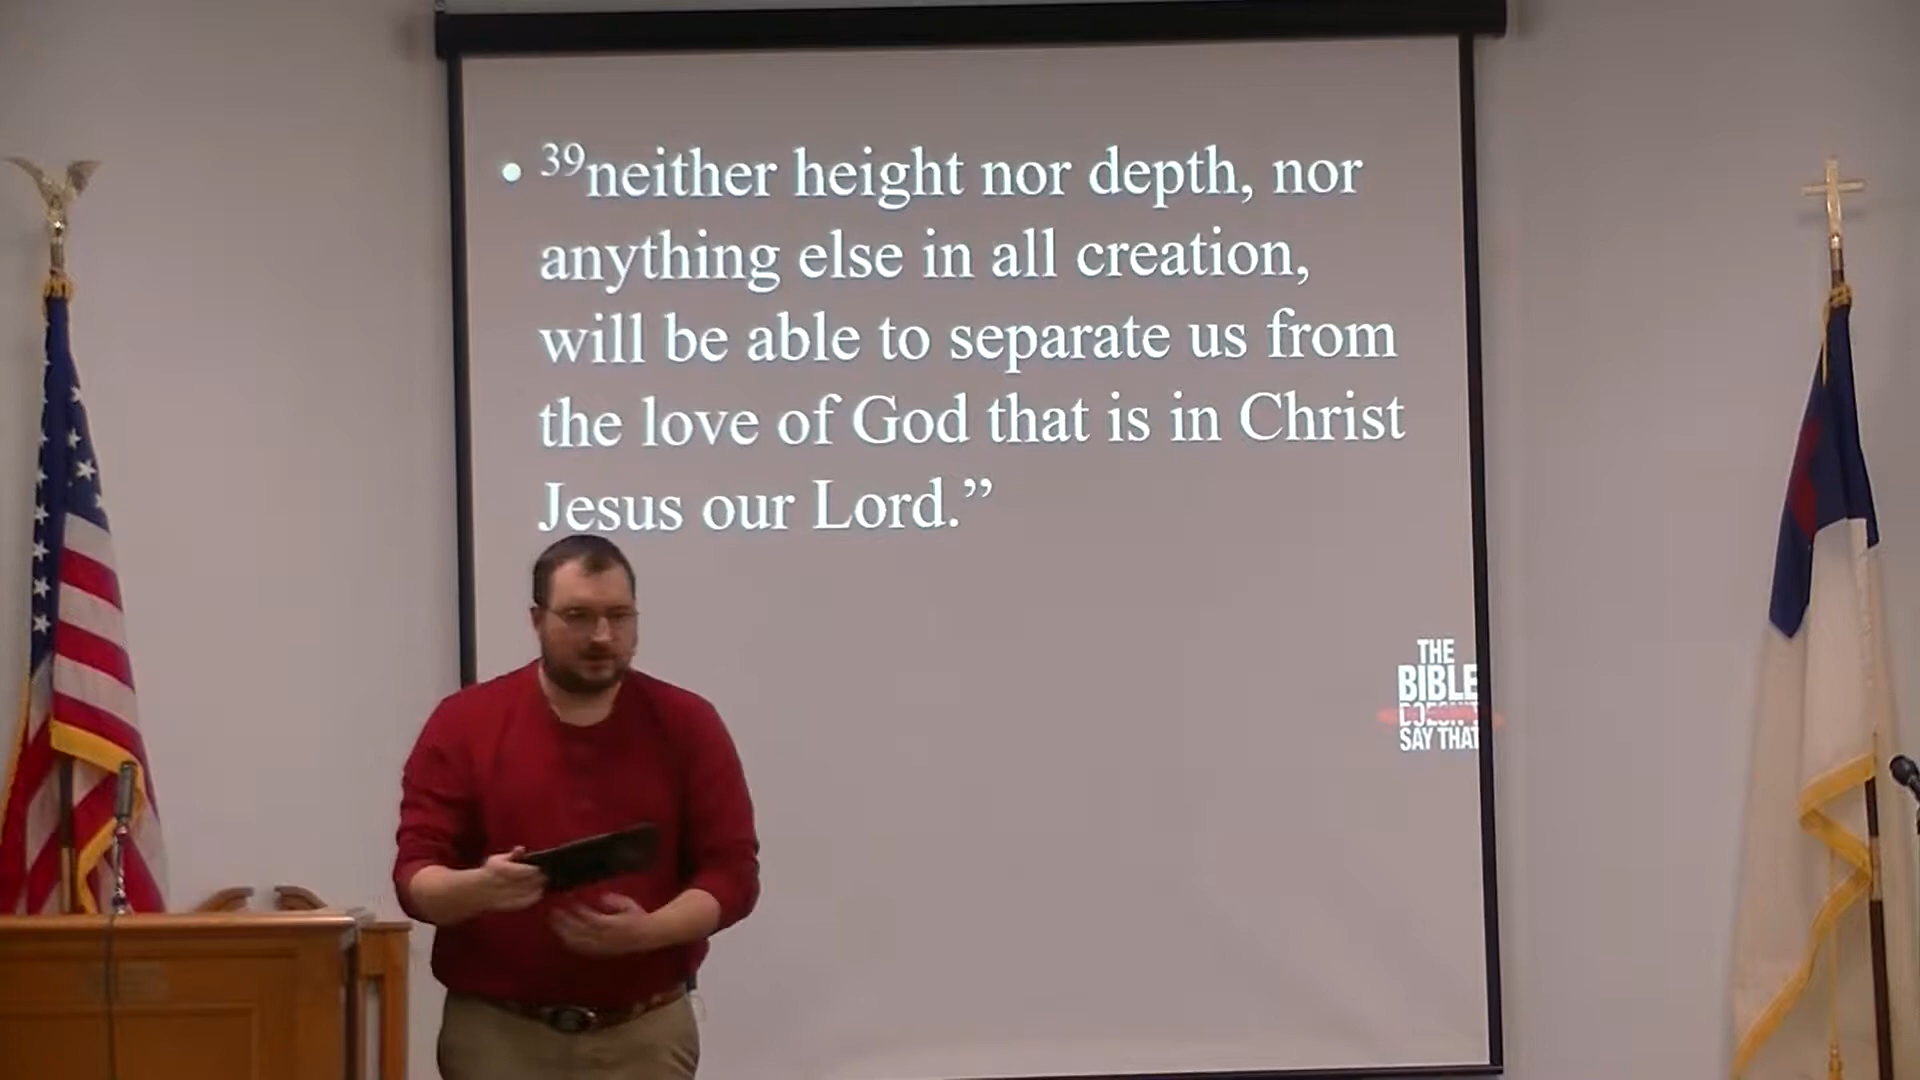 • ³⁹neither height nor depth, nor
anything else in all creation,
will be able to separate us from
the love of God that is in Christ
Jesus our Lord.”
THE
BIBLE
DOESN'T
SAY THAT